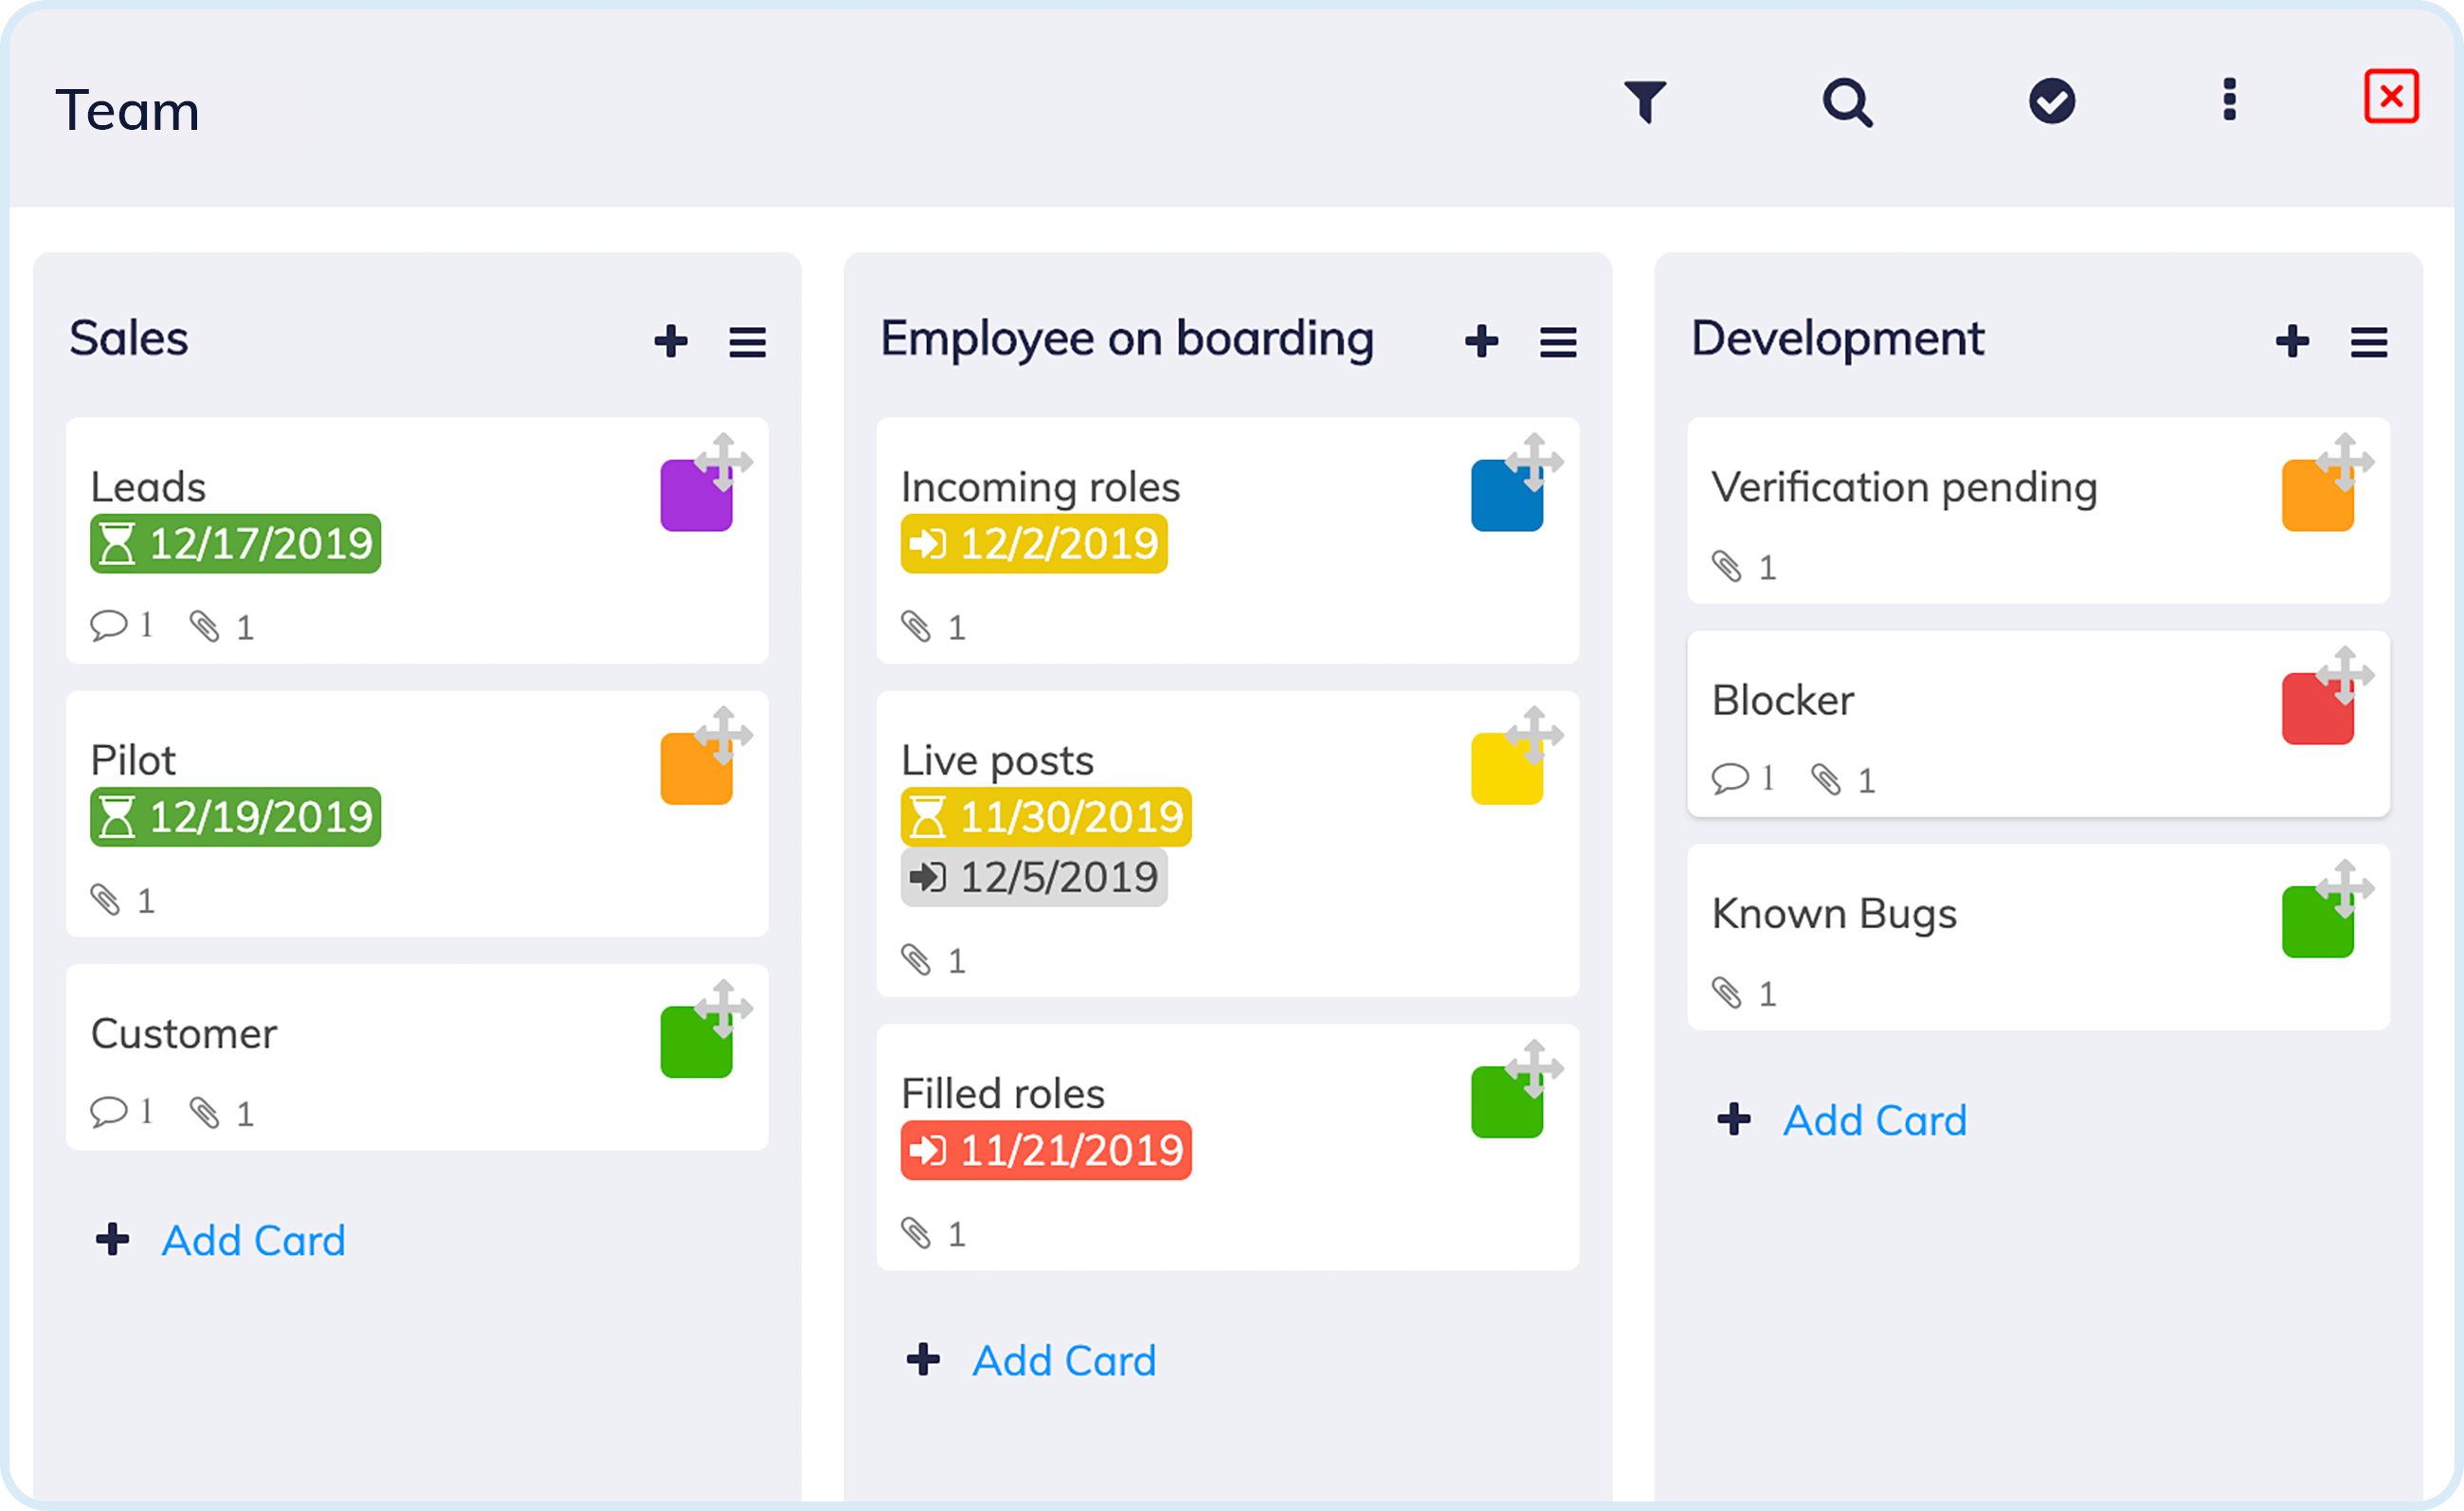 Team
Sales
Leads
12/17/2019
1 1
Pilot
12/19/2019
1
Customer
1 1
Add Card
Employee on boarding
Incoming roles
12/2/2019
1
Live posts
11/30/2019
12/5/2019
1
Filled roles
11/21/2019
1
Add Card
Development
Verification pending
1
Blocker
1 1
Known Bugs
1
Add Card